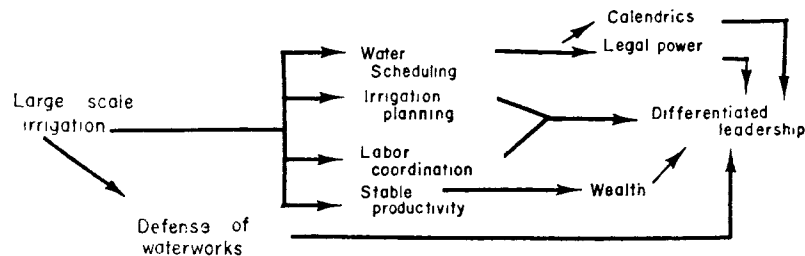 Large scale
irrigation
Defense of
waterworks
Water
Scheduling
Irrigation
planning
Labor
coordination
Stable
productivity
Calendrics
Legal power
Wealth
Differentiated
leadership